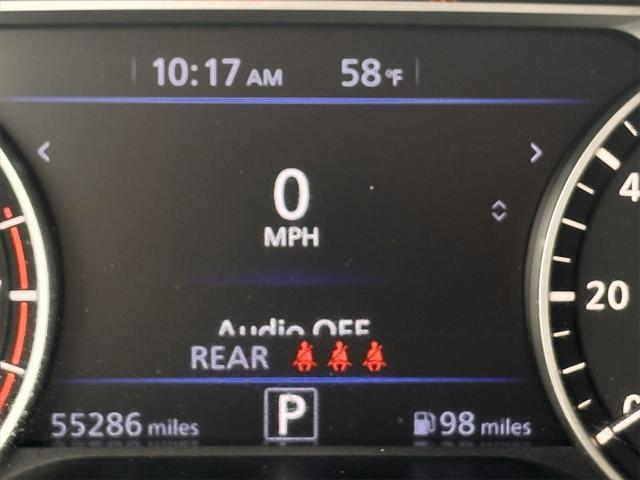 10:17 AM 58°F
0
MPH
20
Audio OFF
REAR
55286 miles P 98 miles